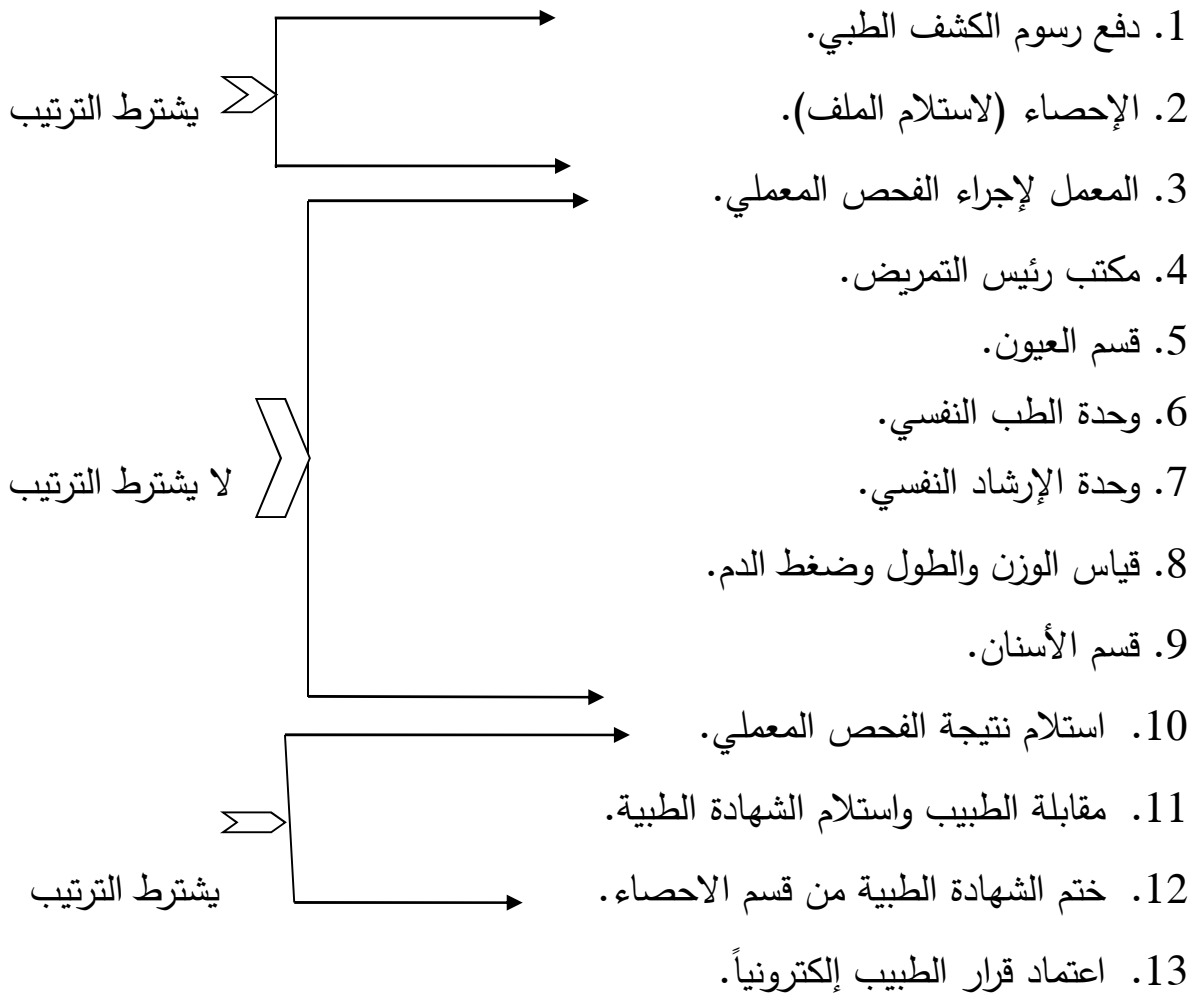 1. دفع رسوم الكشف الطبي.
2. الإحصاء (لاستلام الملف).
يشترط الترتيب
3. المعمل لإجراء الفحص المعملي.
4. مكتب رئيس التمريض.
5. قسم العيون.
6. وحدة الطب النفسي.
7. وحدة الإرشاد النفسي.
لا يشترط الترتيب
8. قياس الوزن والطول وضغط الدم.
9. قسم الأسنان.
10. استلام نتيجة الفحص المعملي.
11. مقابلة الطبيب واستلام الشهادة الطبية.
12. ختم الشهادة الطبية من قسم الاحصاء.
يشترط الترتيب
13. اعتماد قرار الطبيب إلكترونياً.